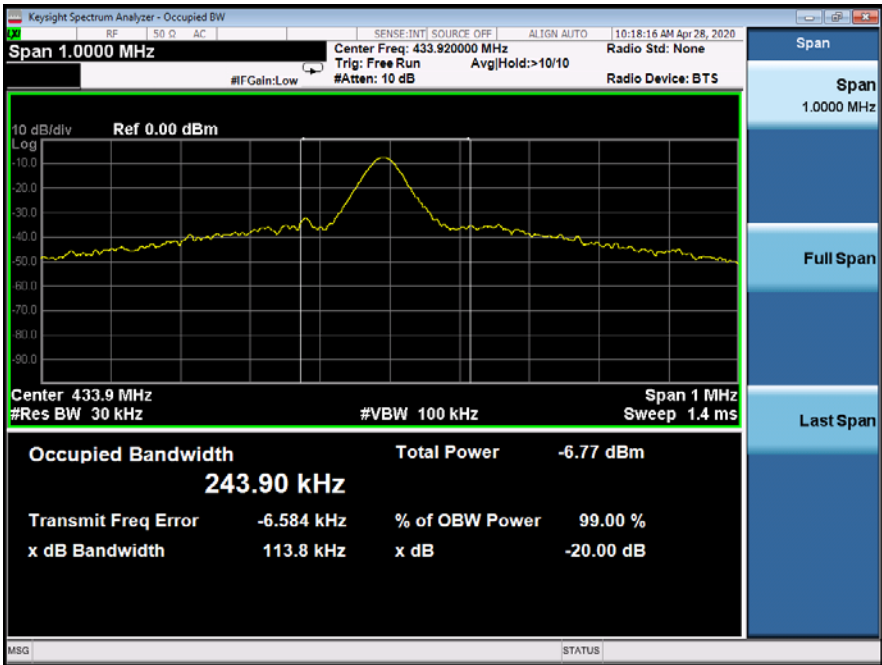 Keysight Spectrum Analyzer - Occupied BW
LXI RF 50 Ω AC SENSE:INT SOURCE OFF ALIGN AUTO 10:18:16 AM Apr 28, 2020
Span 1.0000 MHz
Center Freq: 433.920000 MHz Radio Std: None
Trig: Free Run Avg|Hold:>10/10
#IFGain:Low #Atten: 10 dB Radio Device: BTS
10 dB/div Ref 0.00 dBm
Log
-10.0
-20.0
-30.0
-40.0
-50.0
-60.0
-70.0
-80.0
-90.0
Center 433.9 MHz Span 1 MHz
#Res BW 30 kHz #VBW 100 kHz Sweep 1.4 ms
Occupied Bandwidth Total Power -6.77 dBm
243.90 kHz
Transmit Freq Error -6.584 kHz % of OBW Power 99.00 %
x dB Bandwidth 113.8 kHz x dB -20.00 dB
MSG STATUS
Span
Span
1.0000 MHz
Full Span
Last Span